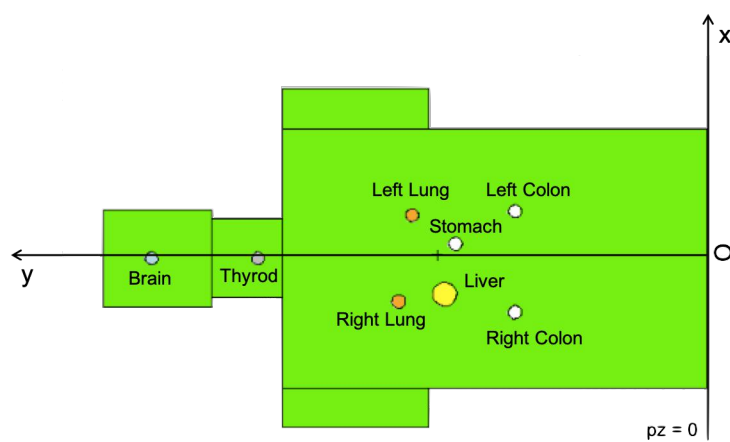 x
Left Lung
Left Colon
Stomach
O
y
Brain
Thyrod
Liver
Right Lung
Right Colon
pz = 0